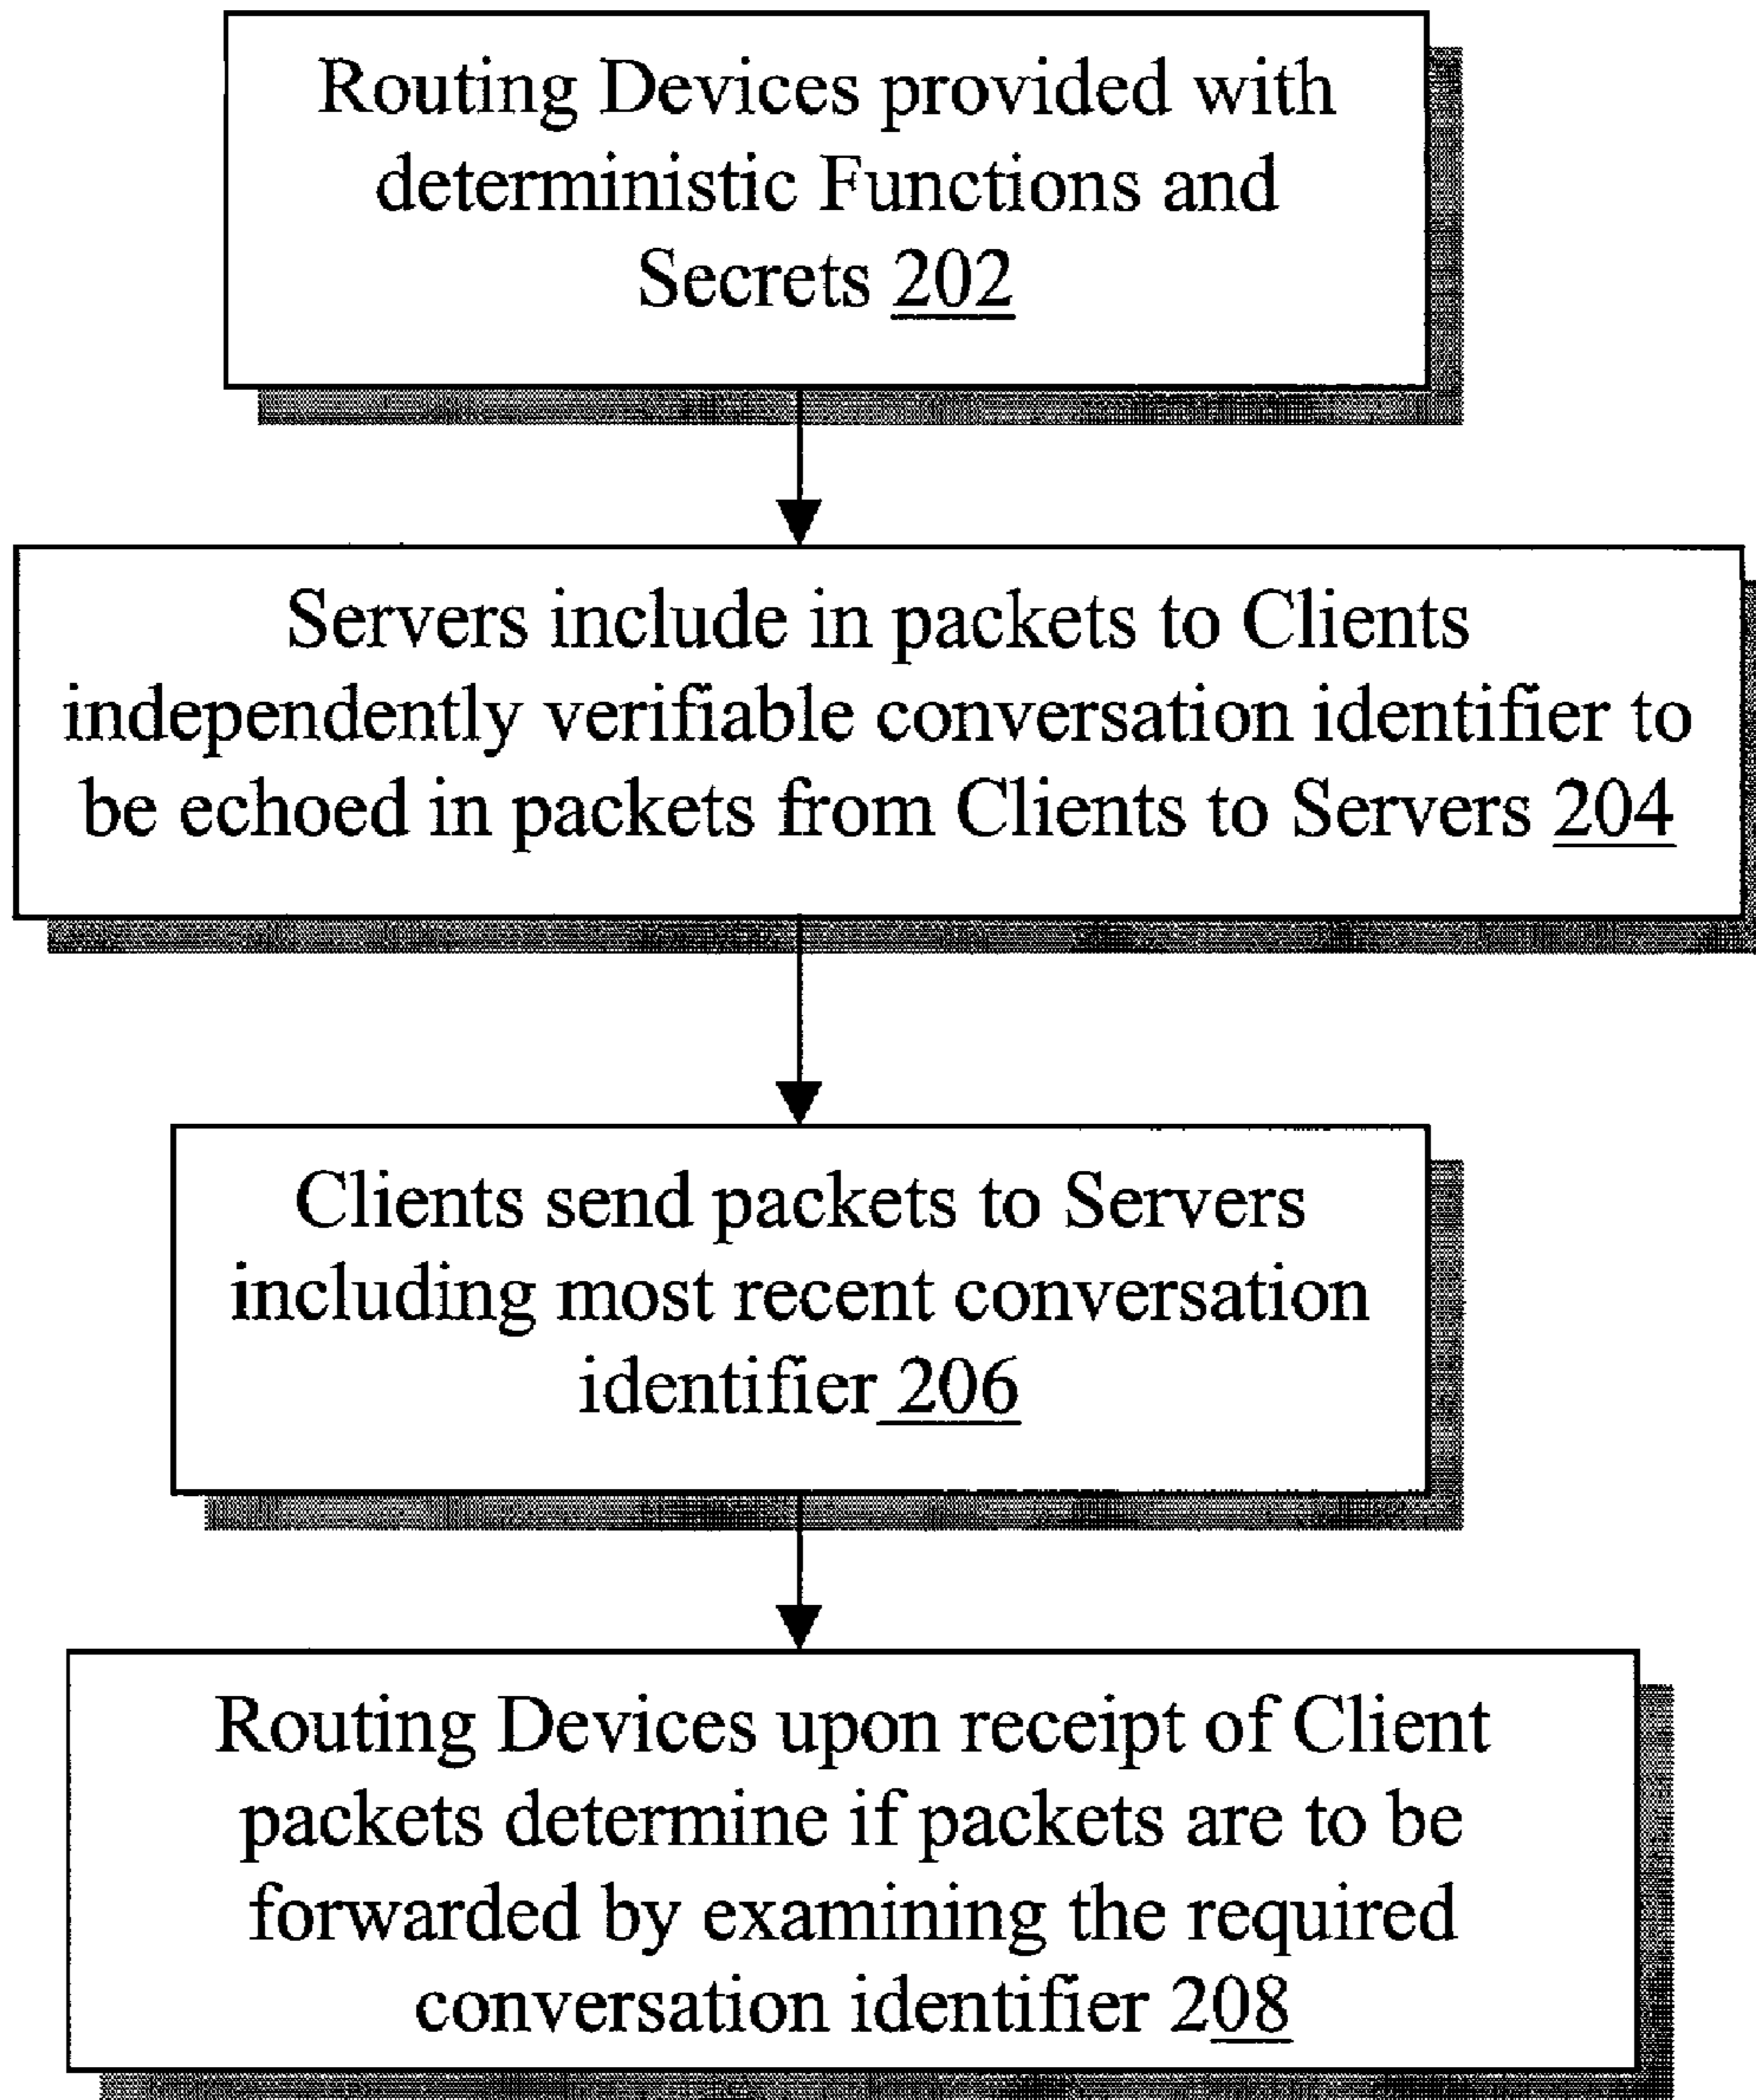 Routing Devices provided with
deterministic Functions and
Secrets 202
Servers include in packets to Clients
independently verifiable conversation identifier to
be echoed in packets from Clients to Servers 204
Clients send packets to Servers
including most recent conversation
identifier 206
Routing Devices upon receipt of Client
packets determine if packets are to be
forwarded by examining the required
conversation identifier 208